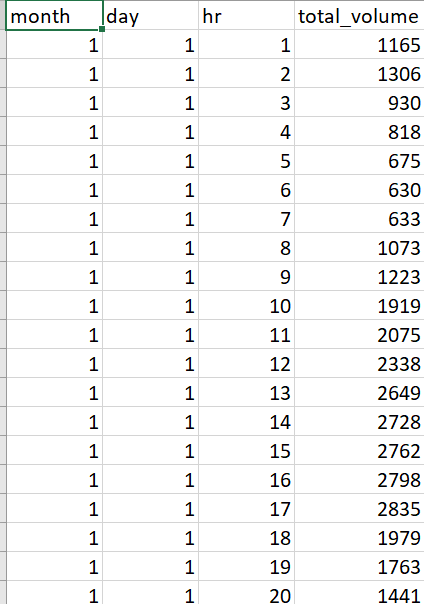 month day hr total_volume
1 1 1 1165
1 1 2 1306
1 1 3 930
1 1 4 818
1 1 5 675
1 1 6 630
1 1 7 633
1 1 8 1073
1 1 9 1223
1 1 10 1919
1 1 11 2075
1 1 12 2338
1 1 13 2649
1 1 14 2728
1 1 15 2762
1 1 16 2798
1 1 17 2835
1 1 18 1979
1 1 19 1763
1 1 20 1441